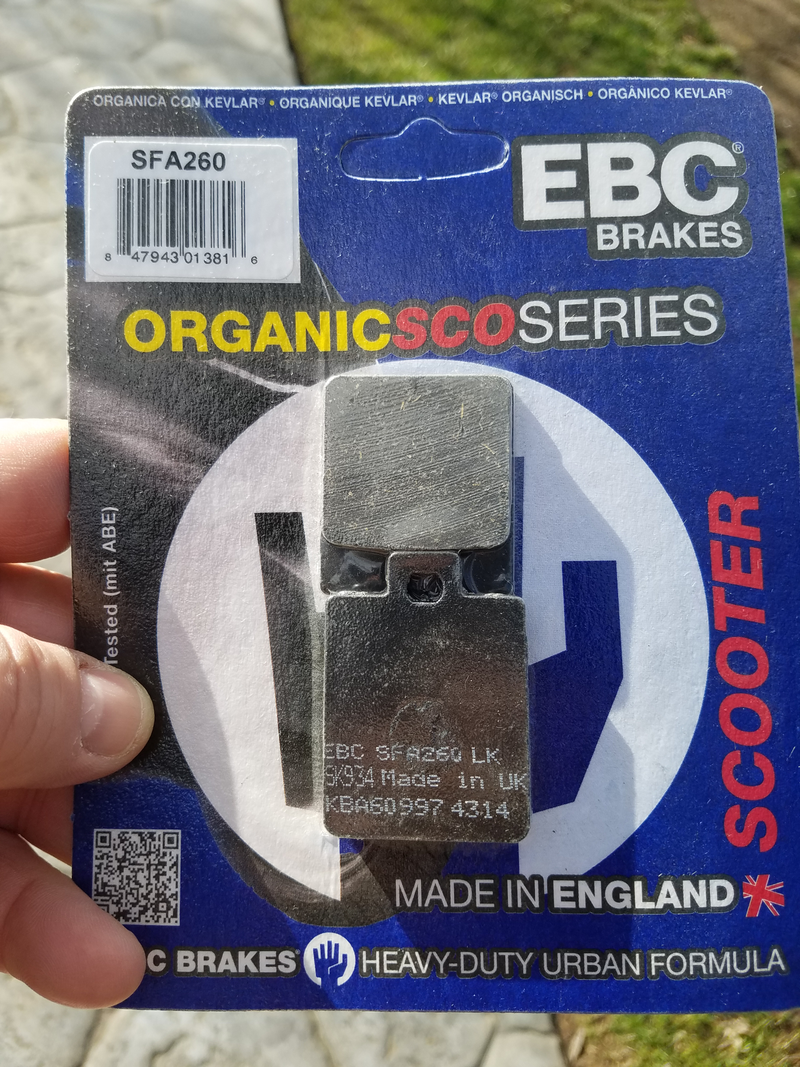 ORGANICA CON KEVLAR® • ORGANIQUE KEVLAR® • KEVLAR® ORGANISCH • ORGÂNICO KEVLAR®
SFA260
8 47943 01381 6
EBC®
BRAKES
ORGANICSCOSERIES
Tested (mit ABE)
SCOOTER
EBC SFA260 LK
SK934 Made in UK
KBA60997 4314
MADE IN ENGLAND
C BRAKES HEAVY-DUTY URBAN FORMULA